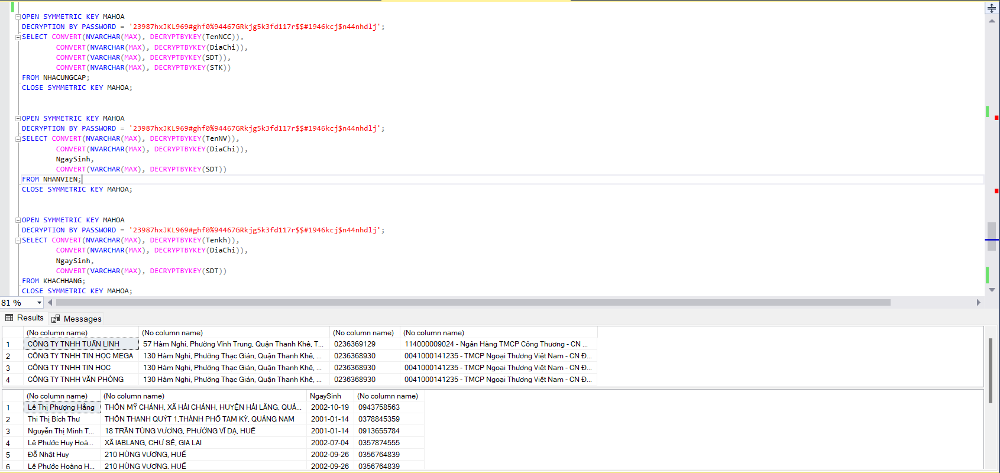 OPEN SYMMETRIC KEY MAHOA
DECRYPTION BY PASSWORD = '23987hxJKL969#ghf0%94467GRkjg5k3fd117r$$#1946kcj$n44nhdlj';
SELECT CONVERT(NVARCHAR(MAX), DECRYPTBYKEY(TenNCC)),
CONVERT(NVARCHAR(MAX), DECRYPTBYKEY(DiaChi)),
CONVERT(VARCHAR(MAX), DECRYPTBYKEY(SDT)),
CONVERT(NVARCHAR(MAX), DECRYPTBYKEY(STK))
FROM NHACUNGCAP;
CLOSE SYMMETRIC KEY MAHOA;
OPEN SYMMETRIC KEY MAHOA
DECRYPTION BY PASSWORD = '23987hxJKL969#ghf0%94467GRkjg5k3fd117r$$#1946kcj$n44nhdlj';
SELECT CONVERT(NVARCHAR(MAX), DECRYPTBYKEY(TenNV)),
CONVERT(NVARCHAR(MAX), DECRYPTBYKEY(DiaChi)),
NgaySinh,
CONVERT(VARCHAR(MAX), DECRYPTBYKEY(SDT))
FROM NHANVIEN;
CLOSE SYMMETRIC KEY MAHOA;
OPEN SYMMETRIC KEY MAHOA
DECRYPTION BY PASSWORD = '23987hxJKL969#ghf0%94467GRkjg5k3fd117r$$#1946kcj$n44nhdlj';
SELECT CONVERT(NVARCHAR(MAX), DECRYPTBYKEY(Tenkh)),
CONVERT(NVARCHAR(MAX), DECRYPTBYKEY(DiaChi)),
NgaySinh,
CONVERT(VARCHAR(MAX), DECRYPTBYKEY(SDT))
FROM KHACHHANG;
CLOSE SYMMETRIC KEY MAHOA;
81 %
Results Messages
(No column name) (No column name) (No column name) (No column name)
1 CÔNG TY TNHH TUẤN LINH 57 Hàm Nghi, Phường Vĩnh Trung, Quận Thanh Khê, T... 0236369129 114000009024 - Ngân Hàng TMCP Công Thương - CN ...
2 CÔNG TY TNHH TIN HỌC MEGA 130 Hàm Nghi, Phường Thạc Gián, Quận Thanh Khê, ... 0236368930 0041000141235 - TMCP Ngoại Thương Việt Nam - CN Đ...
3 CÔNG TY TNHH TIN HỌC 130 Hàm Nghi, Phường Thạc Gián, Quận Thanh Khê, ... 0236368930 0041000141235 - TMCP Ngoại Thương Việt Nam - CN Đ...
4 CÔNG TY TNHH VĂN PHÒNG 130 Hàm Nghi, Phường Thạc Gián, Quận Thanh Khê, ... 0236368930 0041000141235 - TMCP Ngoại Thương Việt Nam - CN Đ...
(No column name) (No column name) NgaySinh (No column name)
1 Lê Thị Phượng Hằng THÔN MỸ CHÁNH, XÃ HẢI CHÁNH, HUYỆN HẢI LĂNG, QUẢ... 2002-10-19 0943758563
2 Thi Thị Bích Thư THÔN THANH QUÝT 1,THÀNH PHỐ TAM KỲ, QUẢNG NAM 2001-01-14 0378845359
3 Nguyễn Thị Minh T... 18 TRẦN TÙNG VƯƠNG, PHƯỜNG VĨ DẠ, HUẾ 2001-01-14 0913655784
4 Lê Phước Huy Hoà... XÃ IABLANG, CHƯ SÊ, GIA LAI 2002-07-04 0357874555
5 Đỗ Nhật Huy 210 HÙNG VƯƠNG, HUẾ 2002-09-26 0356764839
6 Lê Phước Hoàng H... 210 HÙNG VƯƠNG, HUẾ 2002-09-26 0356764839